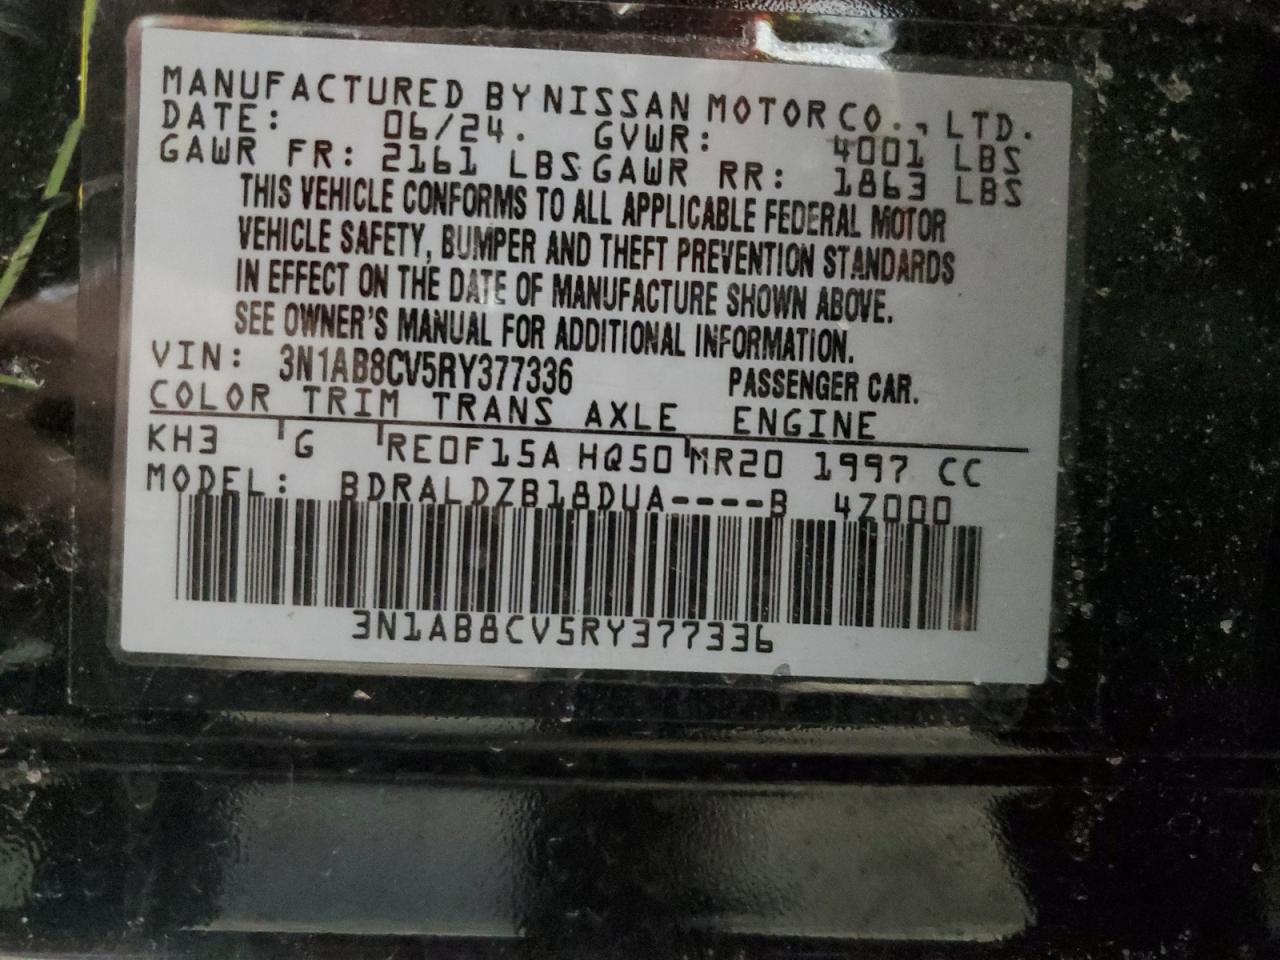 MANUFACTURED BY NISSAN MOTOR CO., LTD.
DATE: 06/24. GVWR: 4001 LBS
GAWR FR: 2161 LBS GAWR RR: 1863 LBS
THIS VEHICLE CONFORMS TO ALL APPLICABLE FEDERAL MOTOR
VEHICLE SAFETY, BUMPER AND THEFT PREVENTION STANDARDS
IN EFFECT ON THE DATE OF MANUFACTURE SHOWN ABOVE.
SEE OWNER'S MANUAL FOR ADDITIONAL INFORMATION.
VIN: 3N1AB8CV5RY377336 PASSENGER CAR.
COLOR TRIM TRANS AXLE ENGINE
KH3 G RE0F15A HQ50 MR20 1997 CC
MODEL: BDRALDZB18DUA----B 4Z000
3N1AB8CV5RY377336